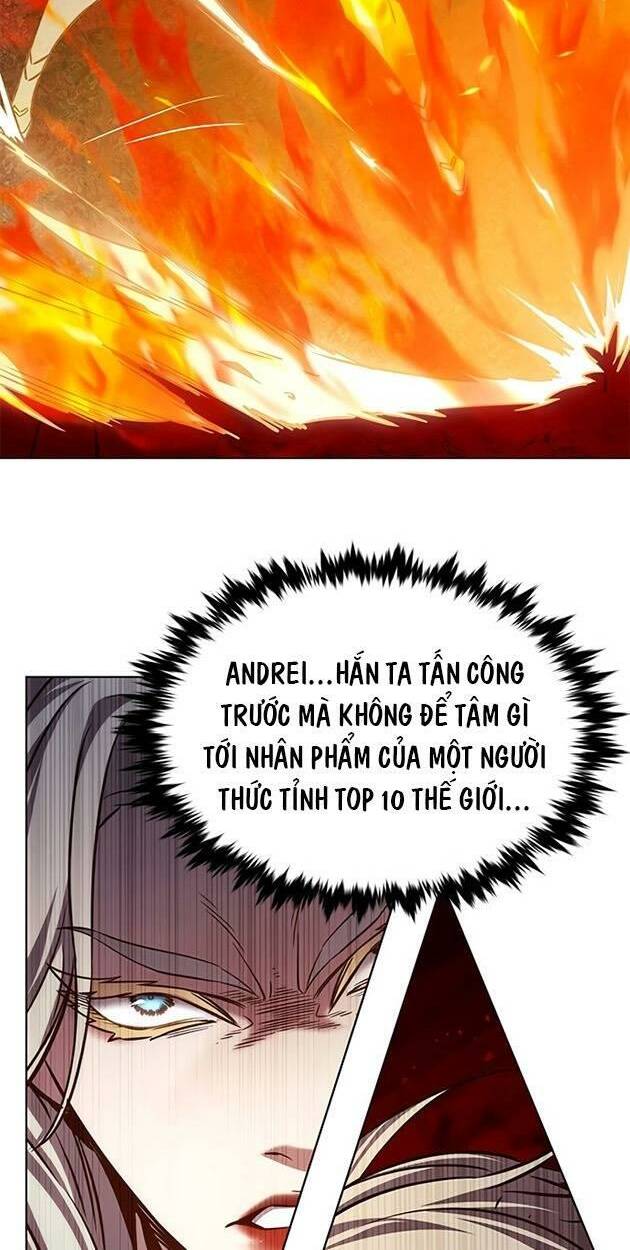 ANDREI...HẮN TA TẤN CÔNG
TRƯỚC MÀ KHÔNG ĐỂ TÂM GÌ
TỚI NHÂN PHẨM CỦA MỘT NGƯỜI
THỨC TỈNH TOP 10 THẾ GIỚI...